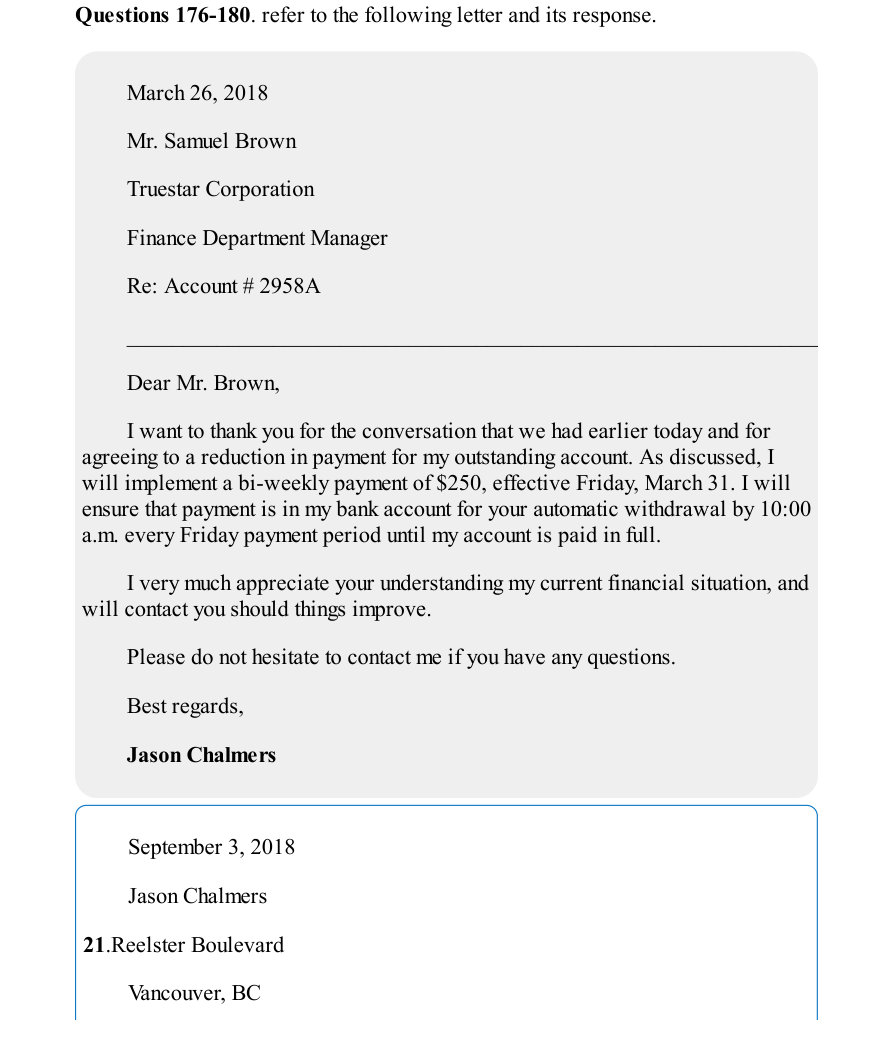 Questions 176-180. refer to the following letter and its response.
March 26, 2018
Mr. Samuel Brown
Truestar Corporation
Finance Department Manager
Re: Account # 2958A
Dear Mr. Brown,
I want to thank you for the conversation that we had earlier today and for
agreeing to a reduction in payment for my outstanding account. As discussed, I
will implement a bi-weekly payment of $250, effective Friday, March 31. I will
ensure that payment is in my bank account for your automatic withdrawal by 10:00
a.m. every Friday payment period until my account is paid in full.
I very much appreciate your understanding my current financial situation, and
will contact you should things improve.
Please do not hesitate to contact me if you have any questions.
Best regards,
Jason Chalmers
September 3, 2018
Jason Chalmers
21.Reelster Boulevard
Vancouver, BC